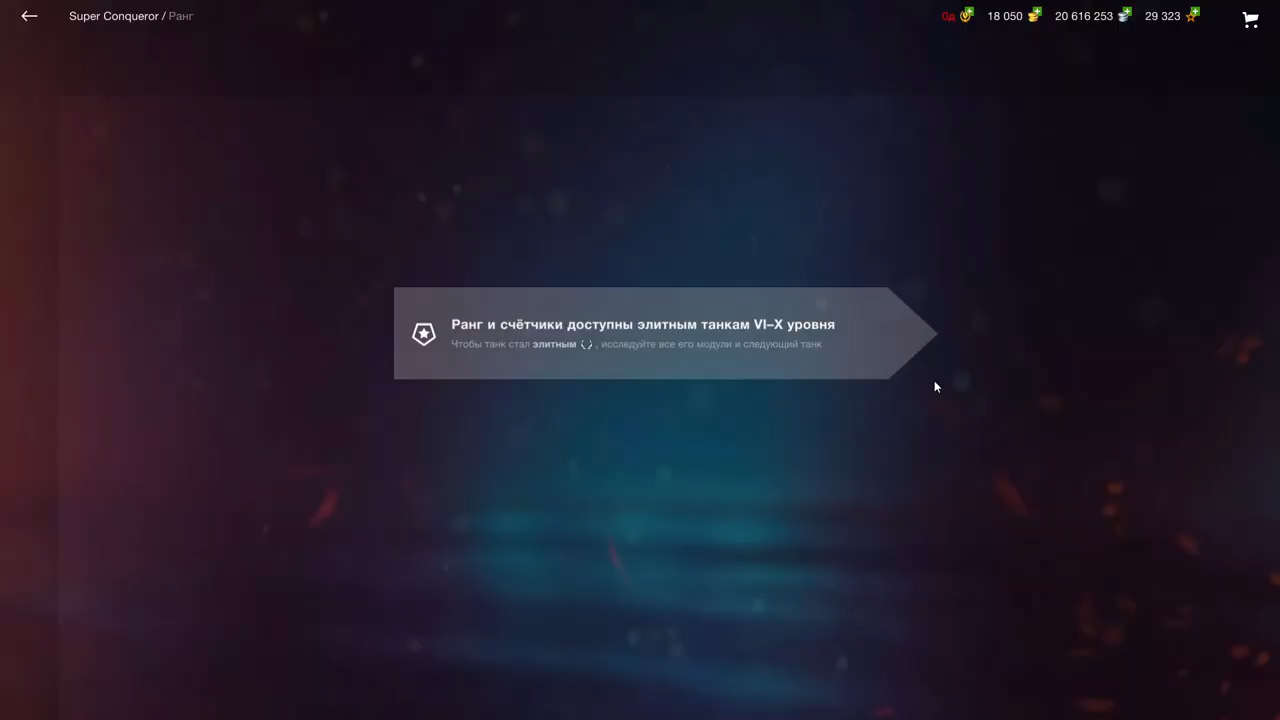 Super Conqueror / Ранг
0д 18 050 20 616 253 29 323
Ранг и счётчики доступны элитным танкам VI–X уровня
Чтобы танк стал элитным , исследуйте все его модули и следующий танк